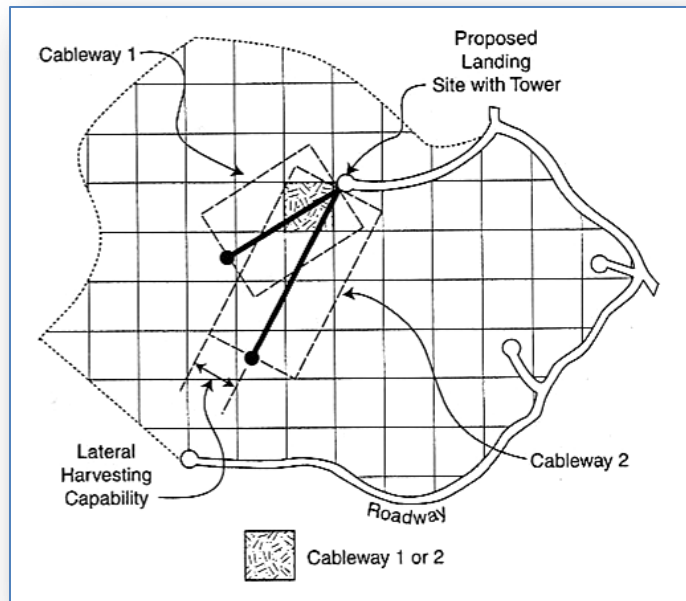 Cableway 1
Proposed
Landing
Site with Tower
Lateral
Harvesting
Capability
Cableway 2
Roadway
Cableway 1 or 2